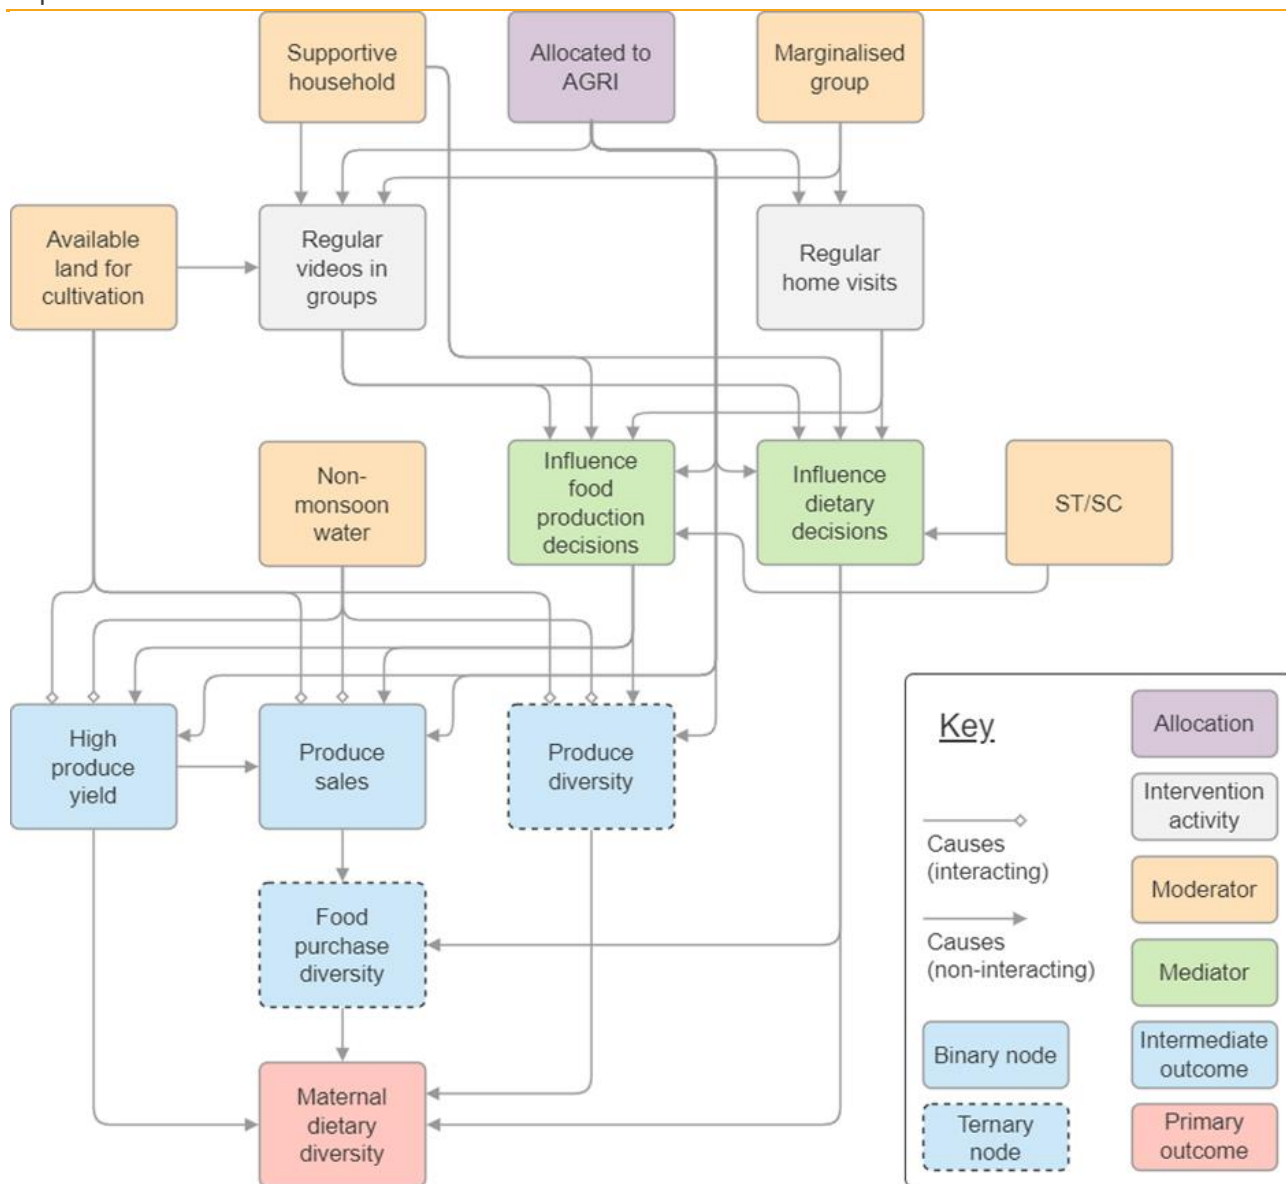 Supportive
household
Allocated to
AGRI
Marginalised
group
Available
land for
cultivation
Regular
videos in
groups
Regular
home visits
Non-
monsoon
water
Influence
food
production
decisions
Influence
dietary
decisions
ST/SC
High
produce
yield
Produce
sales
Produce
diversity
Food
purchase
diversity
Maternal
dietary
diversity
Key
Causes
(interacting)
Causes
(non-interacting)
Binary node
Ternary
node
Allocation
Intervention
activity
Moderator
Mediator
Intermediate
outcome
Primary
outcome